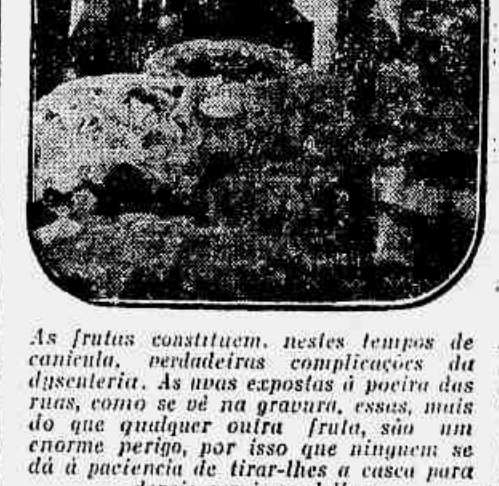 As frutas constituem, nestes tempos de
canicula, verdadeiras complicações da
dysenteria. As uvas expostas á poeira das
ruas, como se vê na gravura, essas, mais
do que qualquer outra fruta, são um
enorme perigo, por isso que ninguem se
dá á paciencia de tirar-lhes a casca para